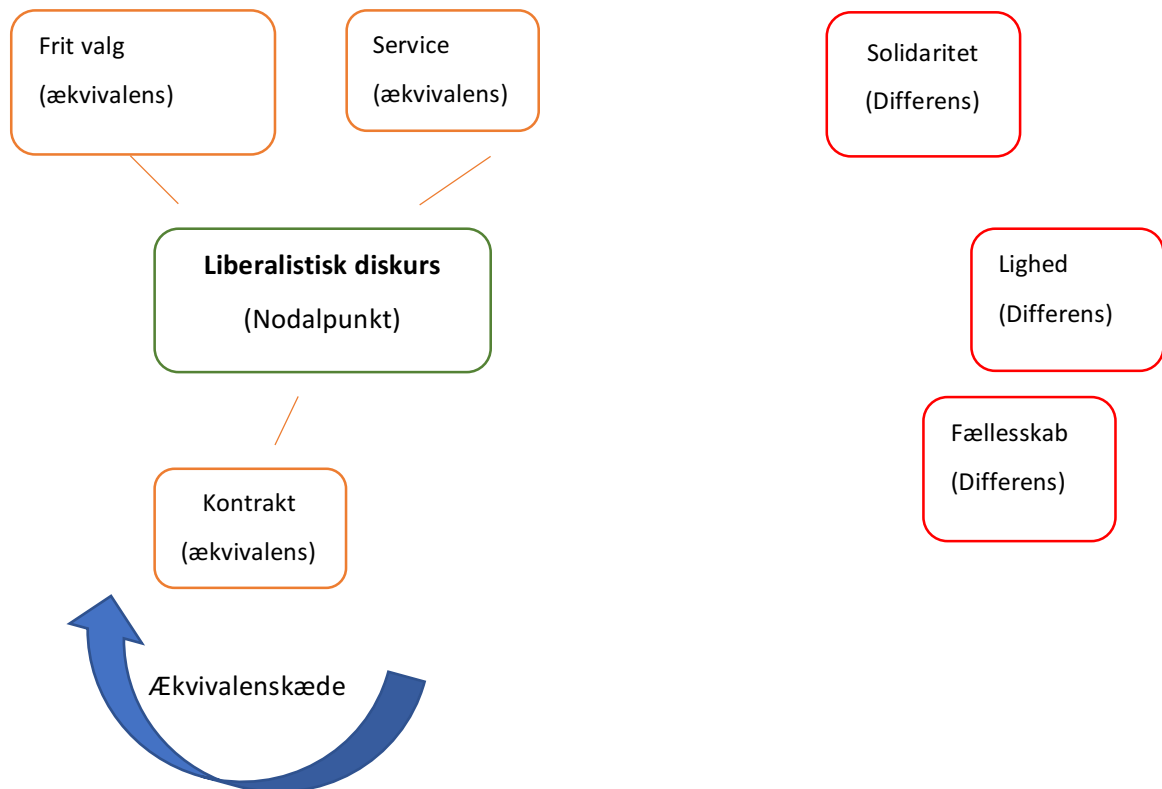 Frit valg
(ækvivalens)
Service
(ækvivalens)
Solidaritet
(Differens)
Liberalistisk diskurs
(Nodalpunkt)
Lighed
(Differens)
Fællesskab
(Differens)
Kontrakt
(ækvivalens)
Ækvivalenskæde